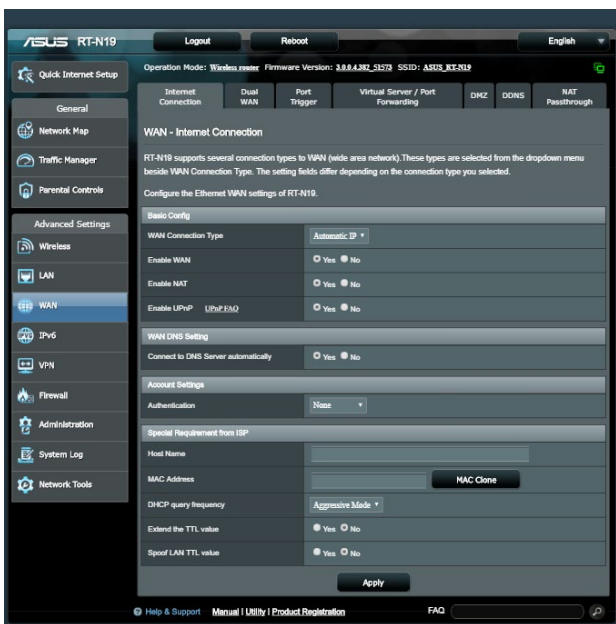 ASUS RT-N19
Logout
Reboot
English
Quick Internet Setup
General
Network Map
Traffic Manager
Parental Controls
Advanced Settings
Wireless
LAN
WAN
IPv6
VPN
Firewall
Administration
System Log
Network Tools
Operation Mode: Wireless router Firmware Version: 3.0.0.4.382_51573 SSID: ASUS_RT-N19
Internet Connection
Dual WAN
Port Trigger
Virtual Server / Port Forwarding
DMZ
DDNS
NAT Passthrough
WAN - Internet Connection
RT-N19 supports several connection types to WAN (wide area network).These types are selected from the dropdown menu
beside WAN Connection Type. The setting fields differ depending on the connection type you selected.
Configure the Ethernet WAN settings of RT-N19.
Basic Config
WAN Connection Type Automatic IP
Enable WAN Yes No
Enable NAT Yes No
Enable UPnP UPnP FAQ Yes No
WAN DNS Setting
Connect to DNS Server automatically Yes No
Account Settings
Authentication None
Special Requirement from ISP
Host Name
MAC Address MAC Clone
DHCP query frequency Aggressive Mode
Extend the TTL value Yes No
Spoof LAN TTL value Yes No
Apply
Help & Support Manual | Utility | Product Registration FAQ